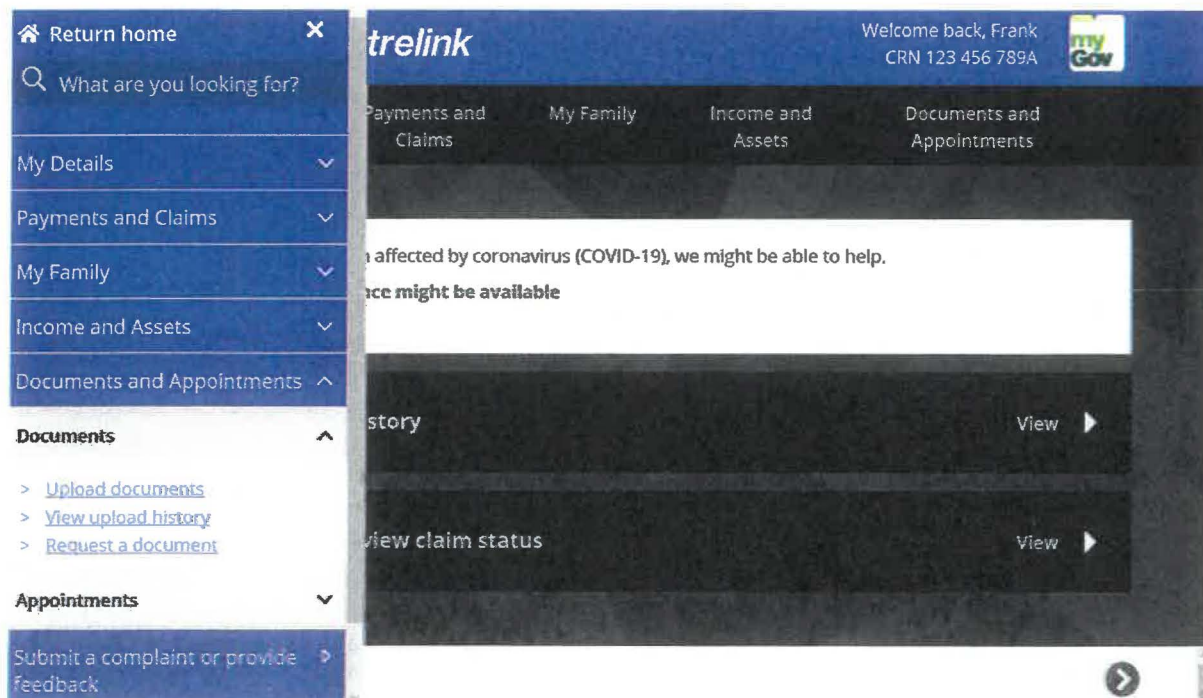 Return home
What are you looking for?
My Details
Payments and Claims
My Family
Income and Assets
Documents and Appointments
Documents
> Upload documents
> View upload history
> Request a document
Appointments
Submit a complaint or provide
feedback
trelink
Welcome back, Frank
CRN 123 456 789A
my
Gov
Payments and
Claims
My Family
Income and
Assets
Documents and
Appointments
affected by coronavirus (COVID-19), we might be able to help.
nce might be available
story
View
view claim status
View